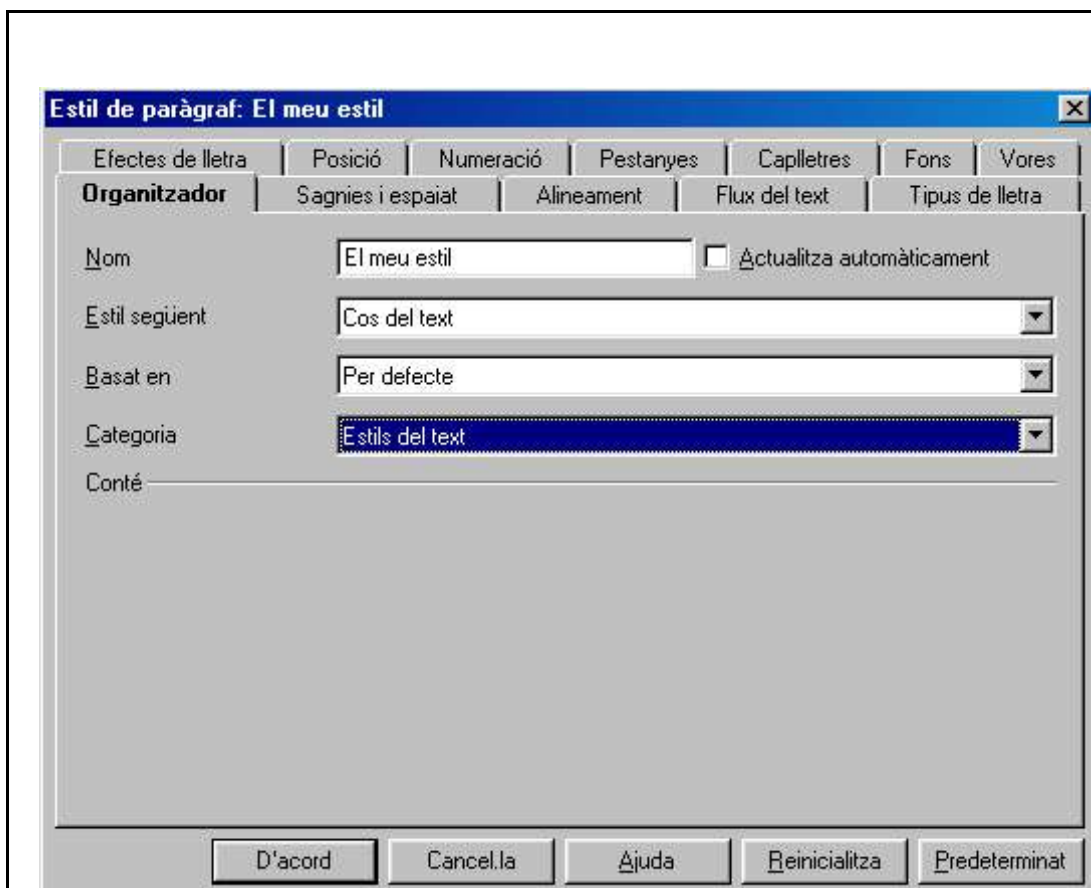 Estil de paràgraf: El meu estil
Efectes de lletra Posició Numeració Pestanyes Caplletres Fons Vores
Organitzador Sagnies i espaiat Alineament Flux del text Tipus de lletra
Nom El meu estil Actualitza automàticament
Estil següent Cos del text
Basat en Per defecte
Categoria Estils del text
Conté
D'acord Cancel.la Ajuda Reinicialitza Predeterminat